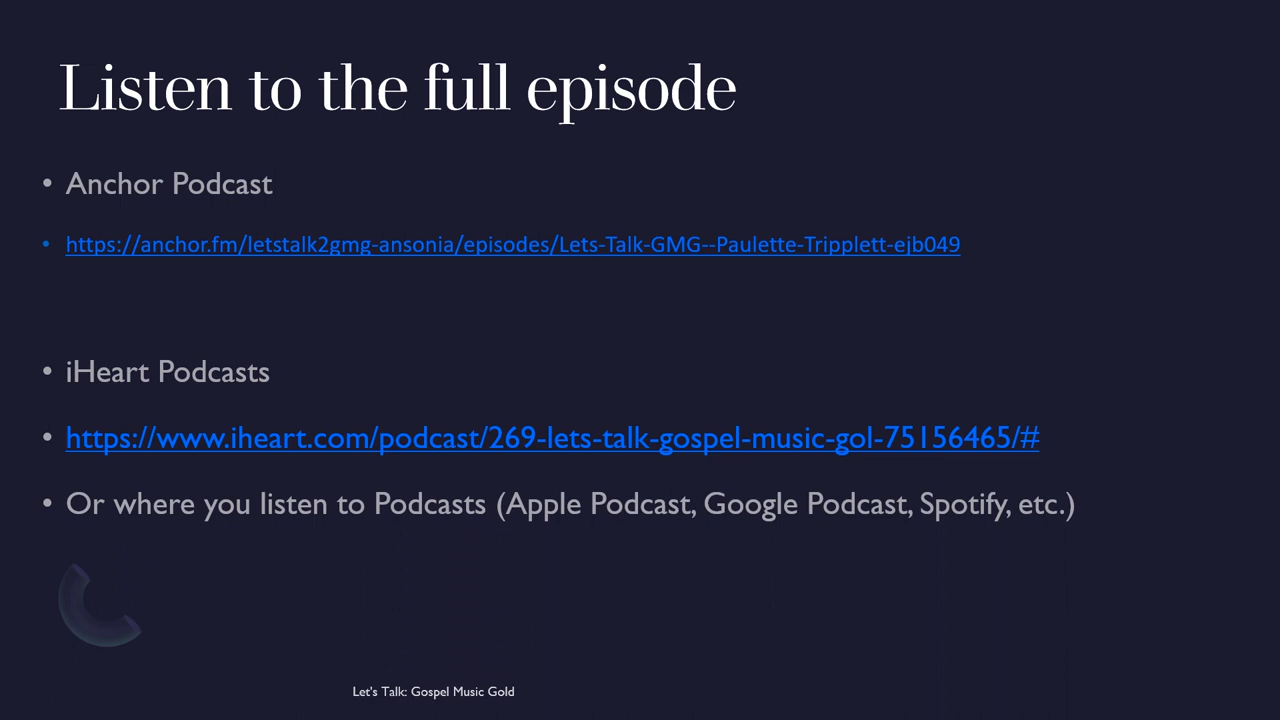 Listen to the full episode
• Anchor Podcast
• https://anchor.fm/letstalk2gmg-ansonia/episodes/Lets-Talk-GMG--Paulette-Tripplett-ejb049
• iHeart Podcasts
• https://www.iheart.com/podcast/269-lets-talk-gospel-music-gol-75156465/#
• Or where you listen to Podcasts (Apple Podcast, Google Podcast, Spotify, etc.)
Let's Talk: Gospel Music Gold